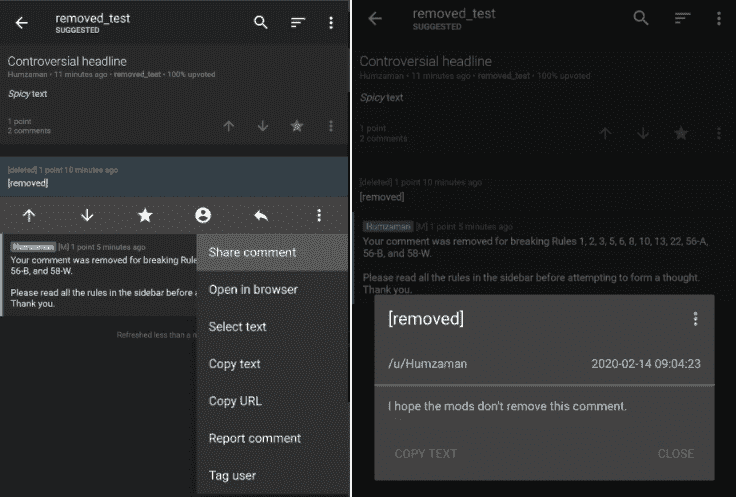 removed_test
SUGGESTED
Controversial headline
Humzaman • 11 minutes ago • removed_test • 100% upvoted
Spicy text
1 point
2 comments
[deleted] 1 point 10 minutes ago
[removed]
Humzaman [M] 1 point 5 minutes ago
Your comment was removed for breaking Rule
56-B, and 58-W.
Please read all the rules in the sidebar before a
Thank you.
Refreshed less than a
Share comment
Open in browser
Select text
Copy text
Copy URL
Report comment
Tag user
removed_test
SUGGESTED
Controversial headline
Humzaman • 11 minutes ago • removed_test • 100% upvoted
Spicy text
1 point
2 comments
[deleted] 1 point 10 minutes ago
[removed]
Humzaman [M] 1 point 5 minutes ago
Your comment was removed for breaking Rules 1, 2, 3, 5, 6, 8, 10, 13, 22, 56-A,
56-B, and 58-W.
Please read all the rules in the sidebar before attempting to form a thought.
Thank you.
[removed]
/u/Humzaman 2020-02-14 09:04:23
I hope the mods don't remove this comment.
COPY TEXT CLOSE